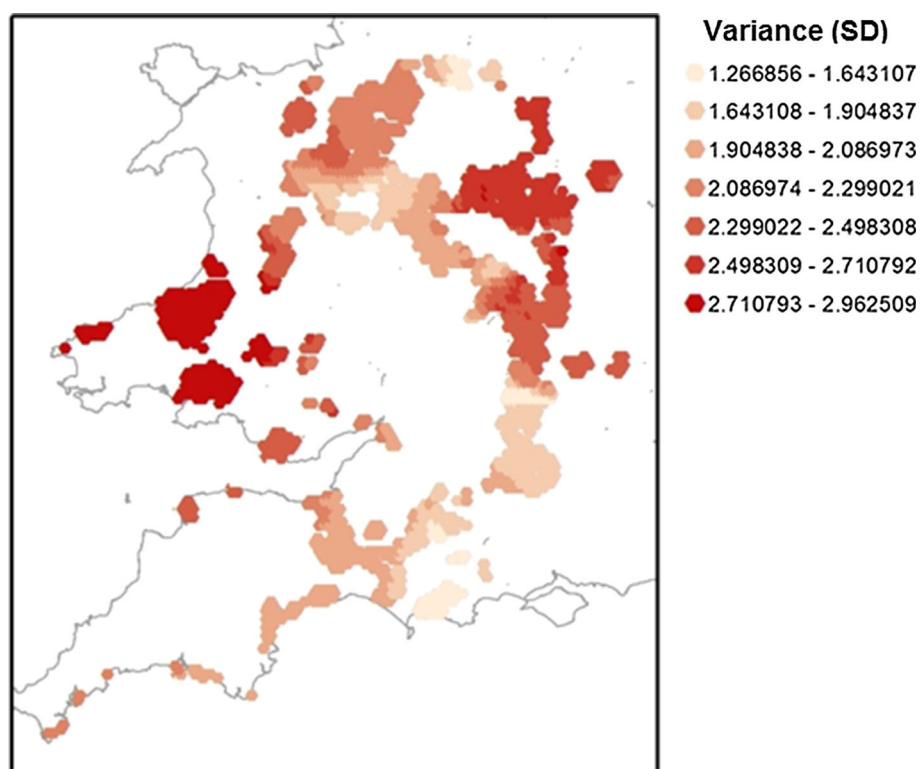 Variance (SD)
1.266856 - 1.643107
1.643108 - 1.904837
1.904838 - 2.086973
2.086974 - 2.299021
2.299022 - 2.498308
2.498309 - 2.710792
2.710793 - 2.962509